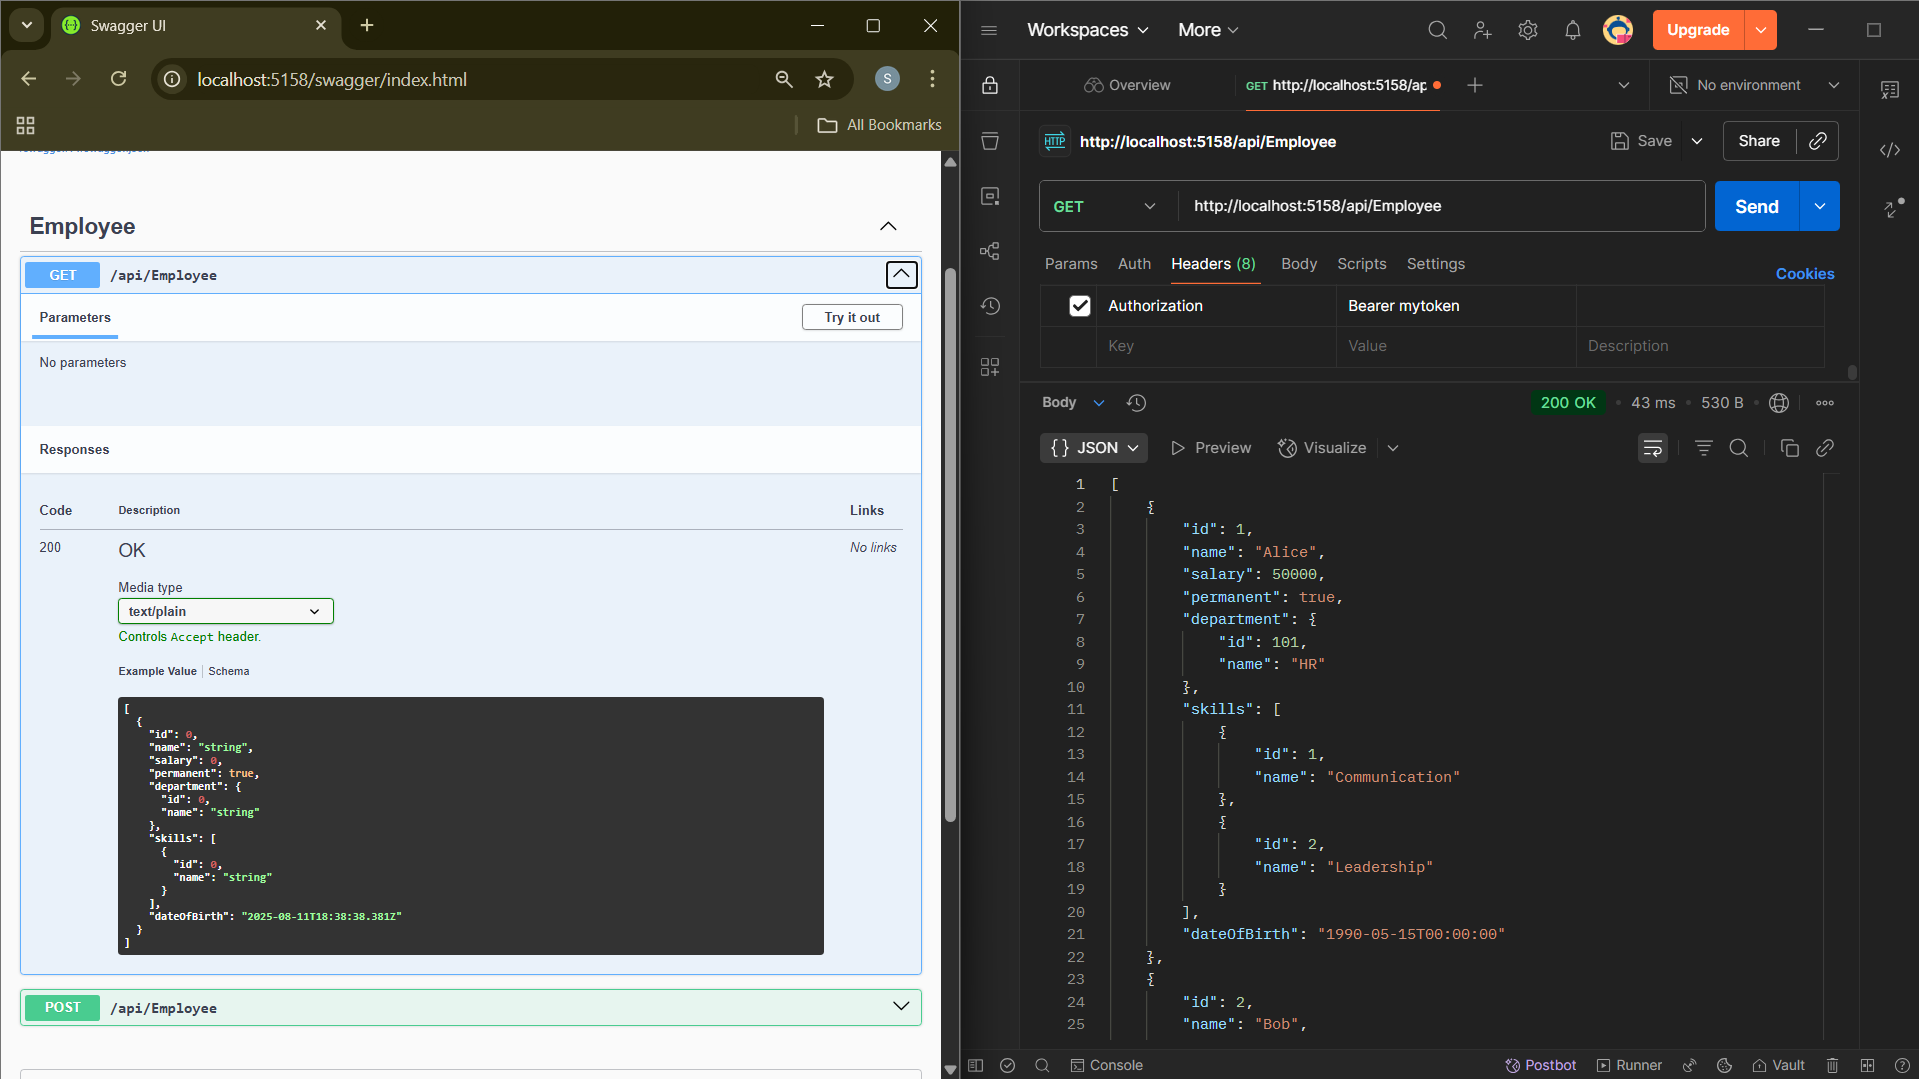 Swagger UI
localhost:5158/swagger/index.html
S
All Bookmarks
Employee
GET /api/Employee
Parameters
Try it out
No parameters
Responses
Code Description Links
200 OK No links
Media type
text/plain
Controls Accept header.
Example Value Schema
[
{
"id": 0,
"name": "string",
"salary": 0,
"permanent": true,
"department": {
"id": 0,
"name": "string"
},
"skills": [
{
"id": 0,
"name": "string"
}
],
"dateOfBirth": "2025-08-11T18:38:38.381Z"
}
]
POST /api/Employee
Workspaces More Upgrade
Overview GET http://localhost:5158/ap No environment
HTTP http://localhost:5158/api/Employee Save Share
GET http://localhost:5158/api/Employee Send
Params Auth Headers (8) Body Scripts Settings Cookies
Authorization Bearer mytoken
Key Value Description
Body 200 OK 43 ms 530 B
{} JSON Preview Visualize
1 [
2 {
3 "id": 1,
4 "name": "Alice",
5 "salary": 50000,
6 "permanent": true,
7 "department": {
8 "id": 101,
9 "name": "HR"
10 },
11 "skills": [
12 {
13 "id": 1,
14 "name": "Communication"
15 },
16 {
17 "id": 2,
18 "name": "Leadership"
19 }
20 ],
21 "dateOfBirth": "1990-05-15T00:00:00"
22 },
23 {
24 "id": 2,
25 "name": "Bob",
Console Postbot Runner Vault